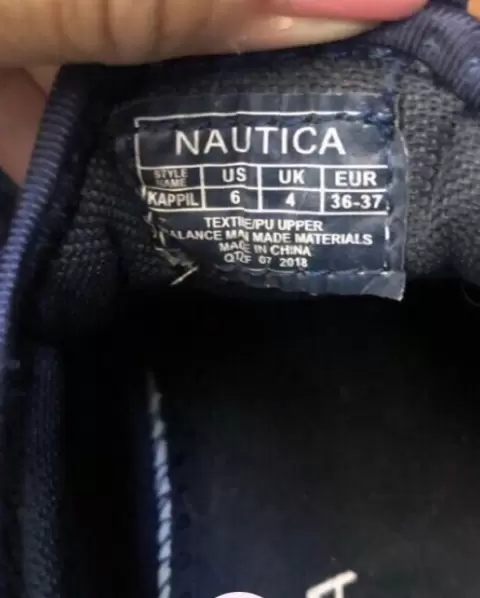 NAUTICA
STYLE NAME US UK EUR
KAPPIL 6 4 36-37
TEXTILE/PU UPPER
ALANCE MAN MADE MATERIALS
MADE IN CHINA
07 2018